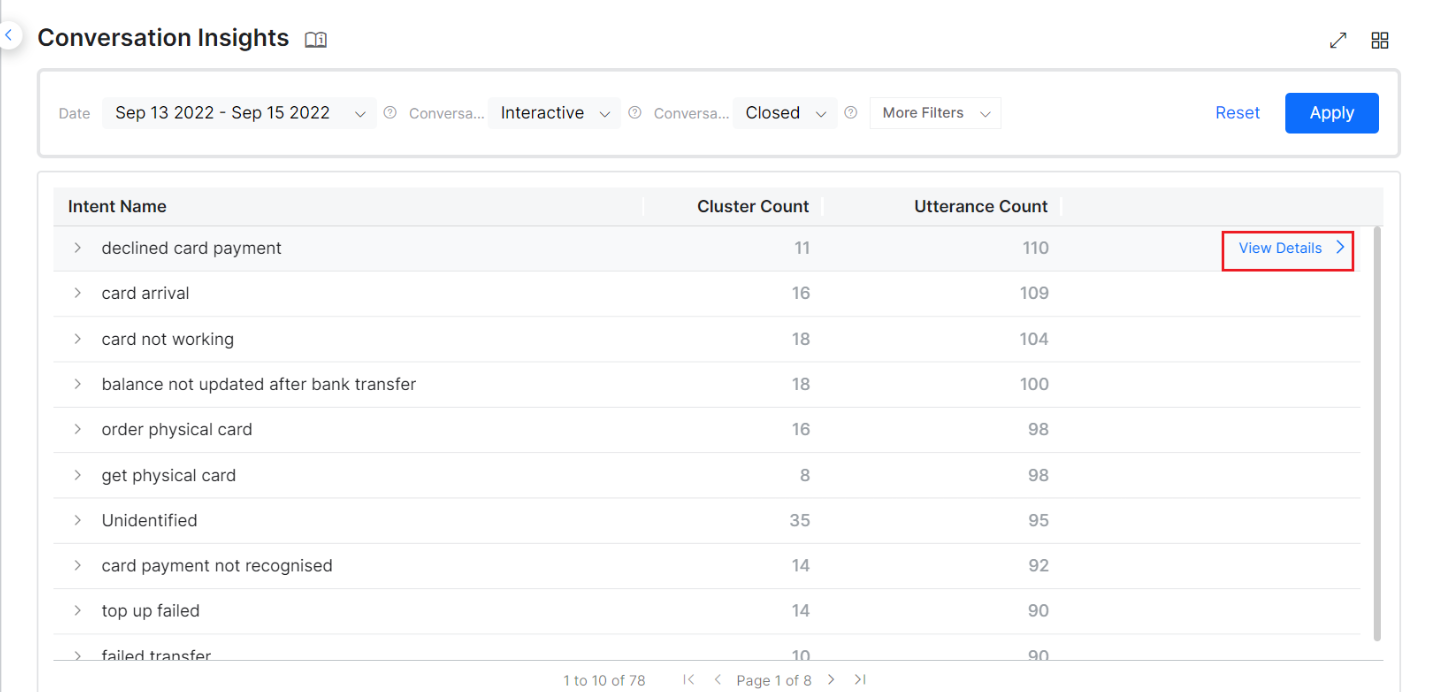 Conversation Insights
Date Sep 13 2022 - Sep 15 2022 Conversa... Interactive Conversa... Closed More Filters Reset Apply
Intent Name Cluster Count Utterance Count
declined card payment 11 110 View Details
card arrival 16 109
card not working 18 104
balance not updated after bank transfer 18 100
order physical card 16 98
get physical card 8 98
Unidentified 35 95
card payment not recognised 14 92
top up failed 14 90
failed transfer 10 90
1 to 10 of 78 Page 1 of 8